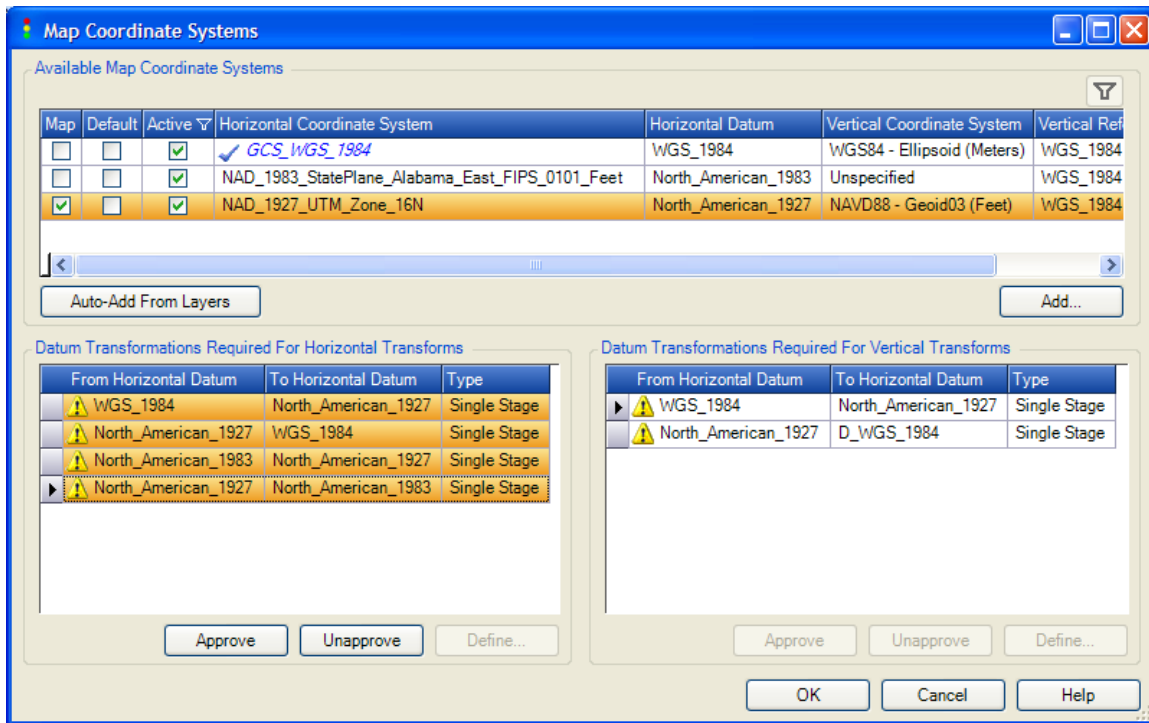 Map Coordinate Systems
Available Map Coordinate Systems
Map Default Active Horizontal Coordinate System Horizontal Datum Vertical Coordinate System Vertical Ref
GCS_WGS_1984 WGS_1984 WGS84 - Ellipsoid (Meters) WGS_1984
NAD_1983_StatePlane_Alabama_East_FIPS_0101_Feet North_American_1983 Unspecified WGS_1984
NAD_1927_UTM_Zone_16N North_American_1927 NAVD88 - Geoid03 (Feet) WGS_1984
Auto-Add From Layers Add...
Datum Transformations Required For Horizontal Transforms
From Horizontal Datum To Horizontal Datum Type
WGS_1984 North_American_1927 Single Stage
North_American_1927 WGS_1984 Single Stage
North_American_1983 North_American_1927 Single Stage
North_American_1927 North_American_1983 Single Stage
Approve Unapprove Define...
Datum Transformations Required For Vertical Transforms
From Horizontal Datum To Horizontal Datum Type
WGS_1984 North_American_1927 Single Stage
North_American_1927 D_WGS_1984 Single Stage
Approve Unapprove Define...
OK Cancel Help